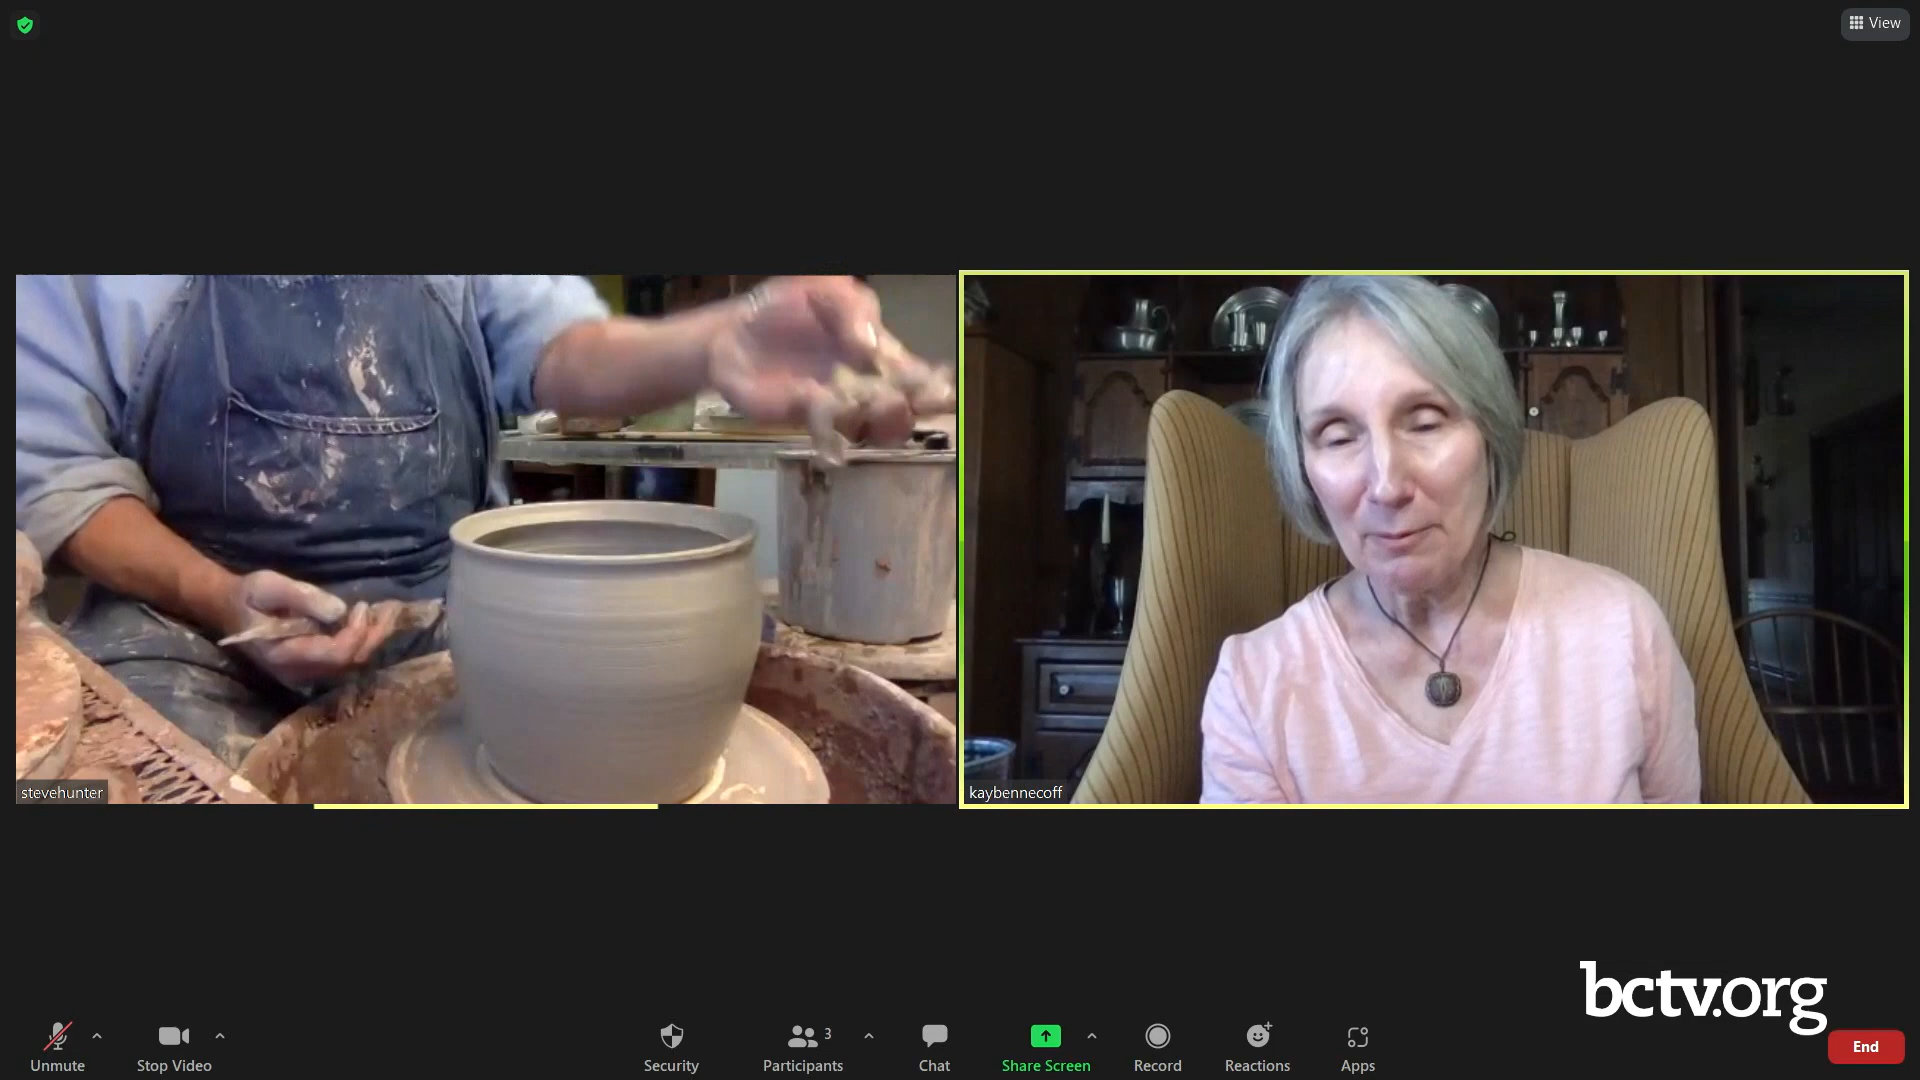 View
stevehunter
kaybennecoff
bctv.org
Unmute
Stop Video
Security
Participants
3
Chat
Share Screen
Record
Reactions
Apps
End